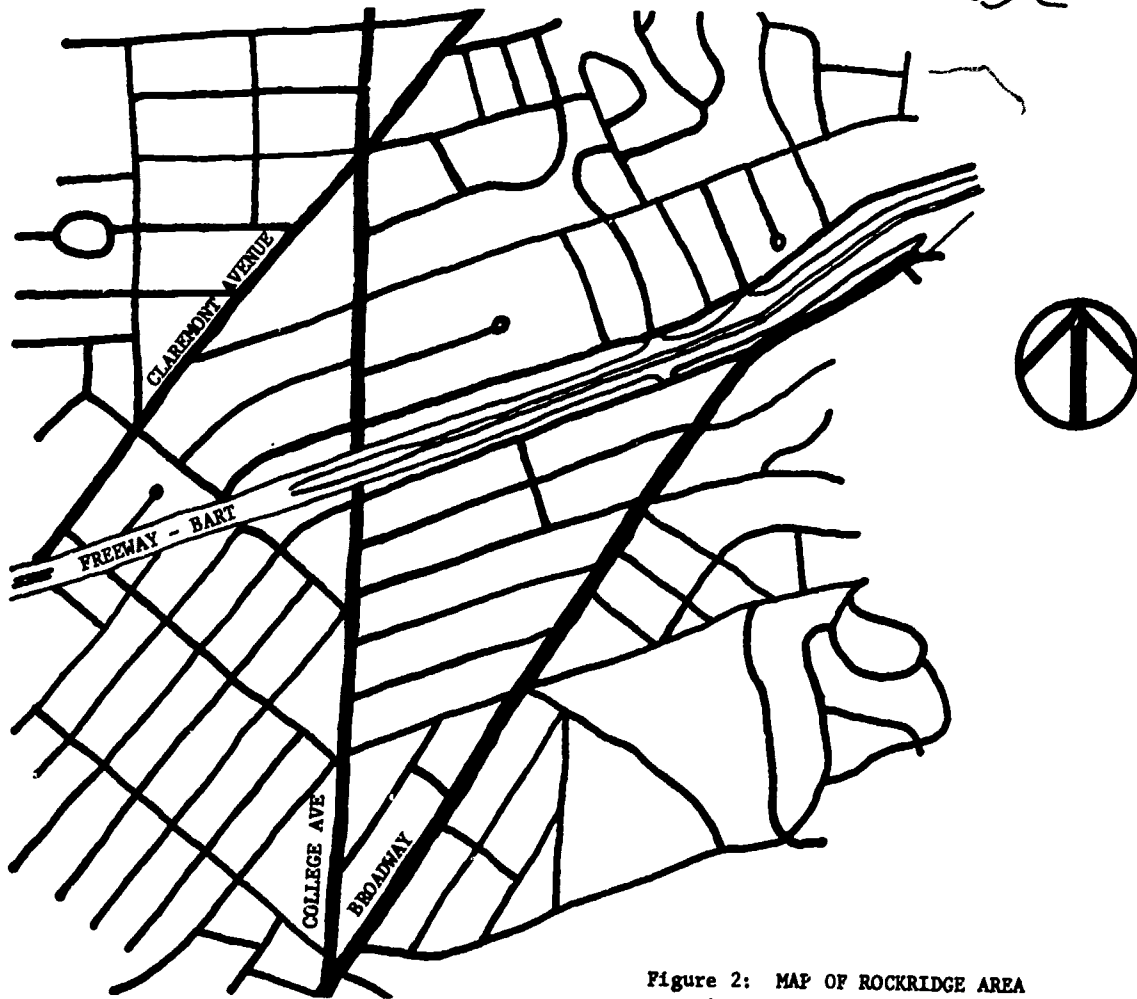 CLAREMONT AVENUE
FREEWAY - BART
COLLEGE AVE
BROADWAY
Figure 2: MAP OF ROCKRIDGE AREA